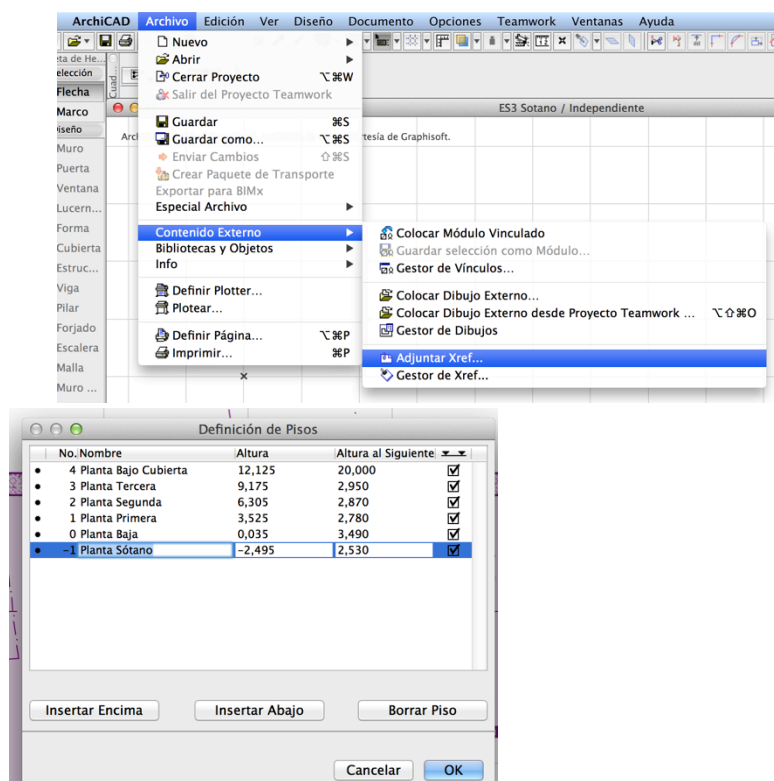 ArchiCAD Archivo Edición Ver Diseño Documento Opciones Teamwork Ventanas Ayuda
Nuevo
Abrir
Cerrar Proyecto ⌥⌘W
Salir del Proyecto Teamwork
Guardar ⌘S
Guardar como... ⌥⌘S
Enviar Cambios ⇧⌘S
Crear Paquete de Transporte
Exportar para BIMx
Especial Archivo
Contenido Externo
Bibliotecas y Objetos
Info
Definir Plotter...
Plotear...
Definir Página... ⌥⌘P
Imprimir... ⌘P
ta de He...
elección
Flecha
Marco
iseño
Muro
Puerta
Ventana
Lucern...
Forma
Cubierta
Estruc...
Viga
Pilar
Forjado
Escalera
Malla
Muro ...
Cuad...
ES3 Sotano / Independiente
Arch
tesía de Graphisoft.
Colocar Módulo Vinculado
Guardar selección como Módulo...
Gestor de Vínculos...
Colocar Dibujo Externo...
Colocar Dibujo Externo desde Proyecto Teamwork ... ⌥⇧⌘O
Gestor de Dibujos
Adjuntar Xref...
Gestor de Xref...
Definición de Pisos
No. Nombre Altura Altura al Siguiente
4 Planta Bajo Cubierta 12,125 20,000
3 Planta Tercera 9,175 2,950
2 Planta Segunda 6,305 2,870
1 Planta Primera 3,525 2,780
0 Planta Baja 0,035 3,490
-1 Planta Sótano -2,495 2,530
Insertar Encima Insertar Abajo Borrar Piso
Cancelar OK